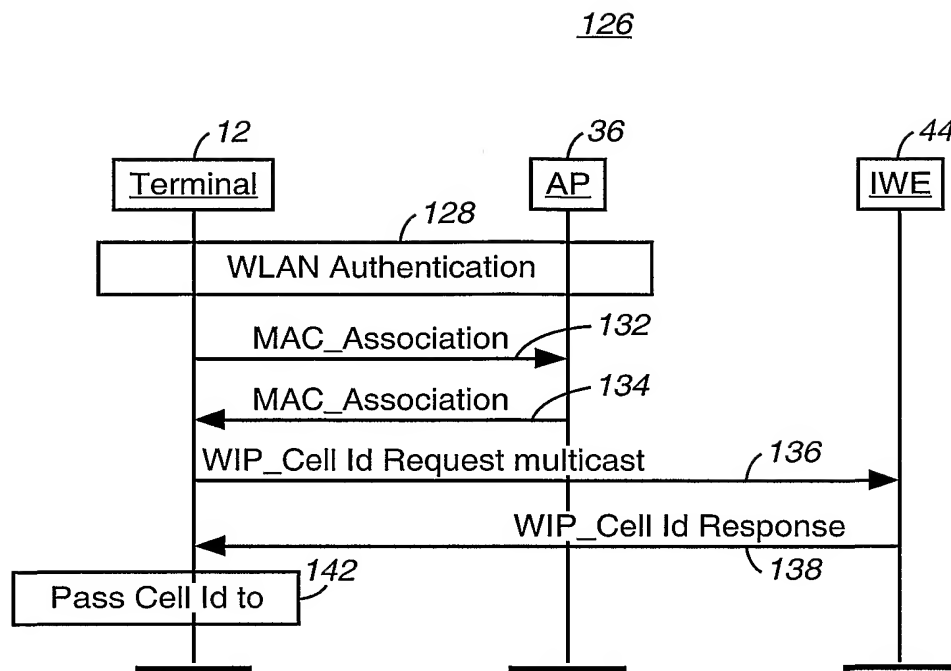 126
12
36
44
Terminal
AP
IWE
128
WLAN Authentication
MAC_Association
132
MAC_Association
134
WIP_Cell Id Request multicast
136
WIP_Cell Id Response
138
142
Pass Cell Id to